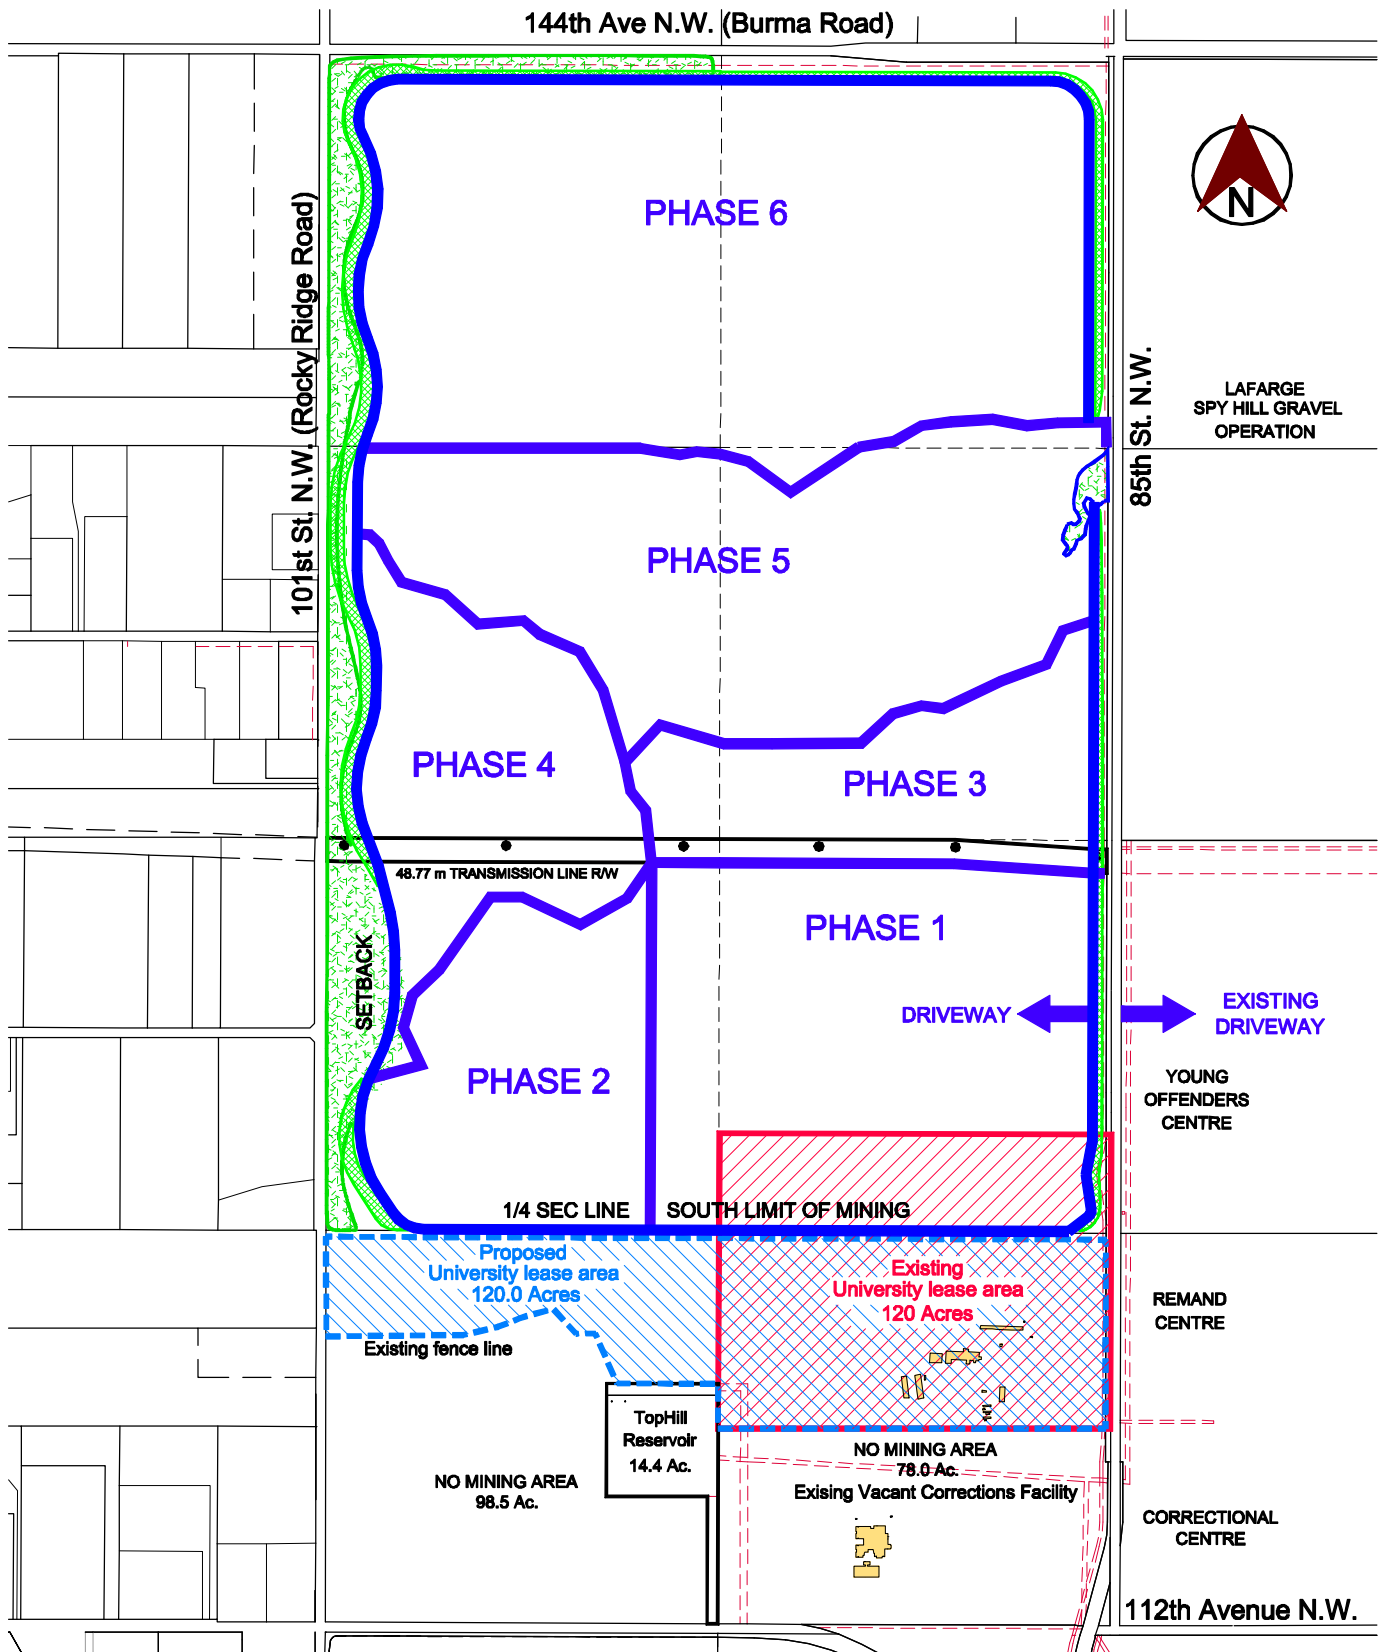 144th Ave N.W. (Burma Road)
PHASE 6
N
101st St. N.W. (Rocky Ridge Road)
85th St. N.W.
LAFARGE
SPY HILL GRAVEL
OPERATION
PHASE 5
PHASE 4
PHASE 3
48.77 m TRANSMISSION LINE R/W
PHASE 1
SETBACK
DRIVEWAY
EXISTING
DRIVEWAY
PHASE 2
YOUNG
OFFENDERS
CENTRE
1/4 SEC LINE
SOUTH LIMIT OF MINING
Proposed
University lease area
120.0 Acres
Existing
University lease area
120 Acres
REMAND
CENTRE
Existing fence line
TopHill
Reservoir
14.4 Ac.
NO MINING AREA
98.5 Ac.
NO MINING AREA
78.0 Ac.
Exising Vacant Corrections Facility
CORRECTIONAL
CENTRE
112th Avenue N.W.